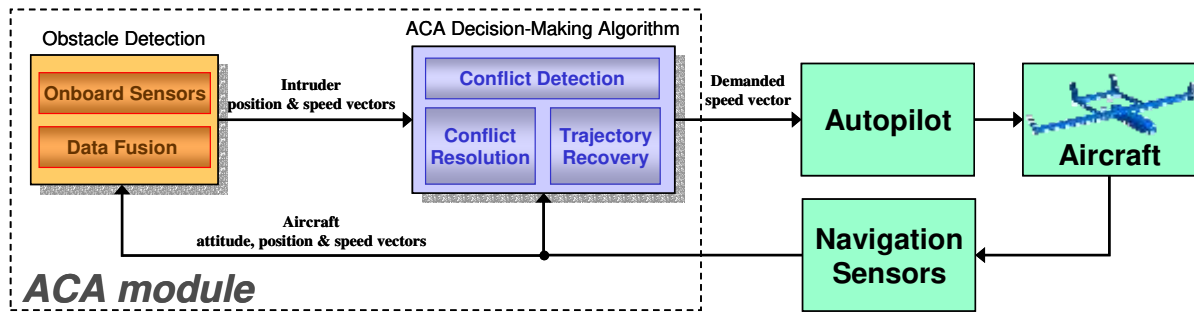 Obstacle Detection
Onboard Sensors
Data Fusion
Intruder
position & speed vectors
ACA Decision-Making Algorithm
Conflict Detection
Conflict
Resolution
Trajectory
Recovery
Demanded
speed vector
Autopilot
Aircraft
Navigation
Sensors
Aircraft
attitude, position & speed vectors
ACA module